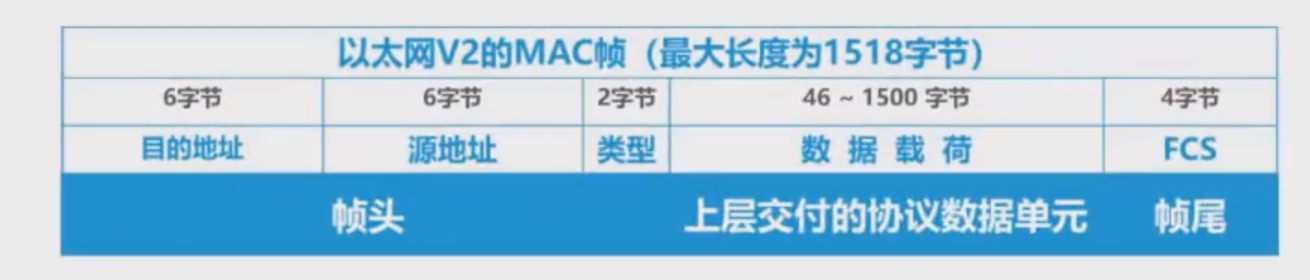 以太网V2的MAC帧（最大长度为1518字节）
6字节 6字节 2字节 46 ~ 1500 字节 4字节
目的地址 源地址 类型 数 据 载 荷 FCS
帧头 上层交付的协议数据单元 帧尾